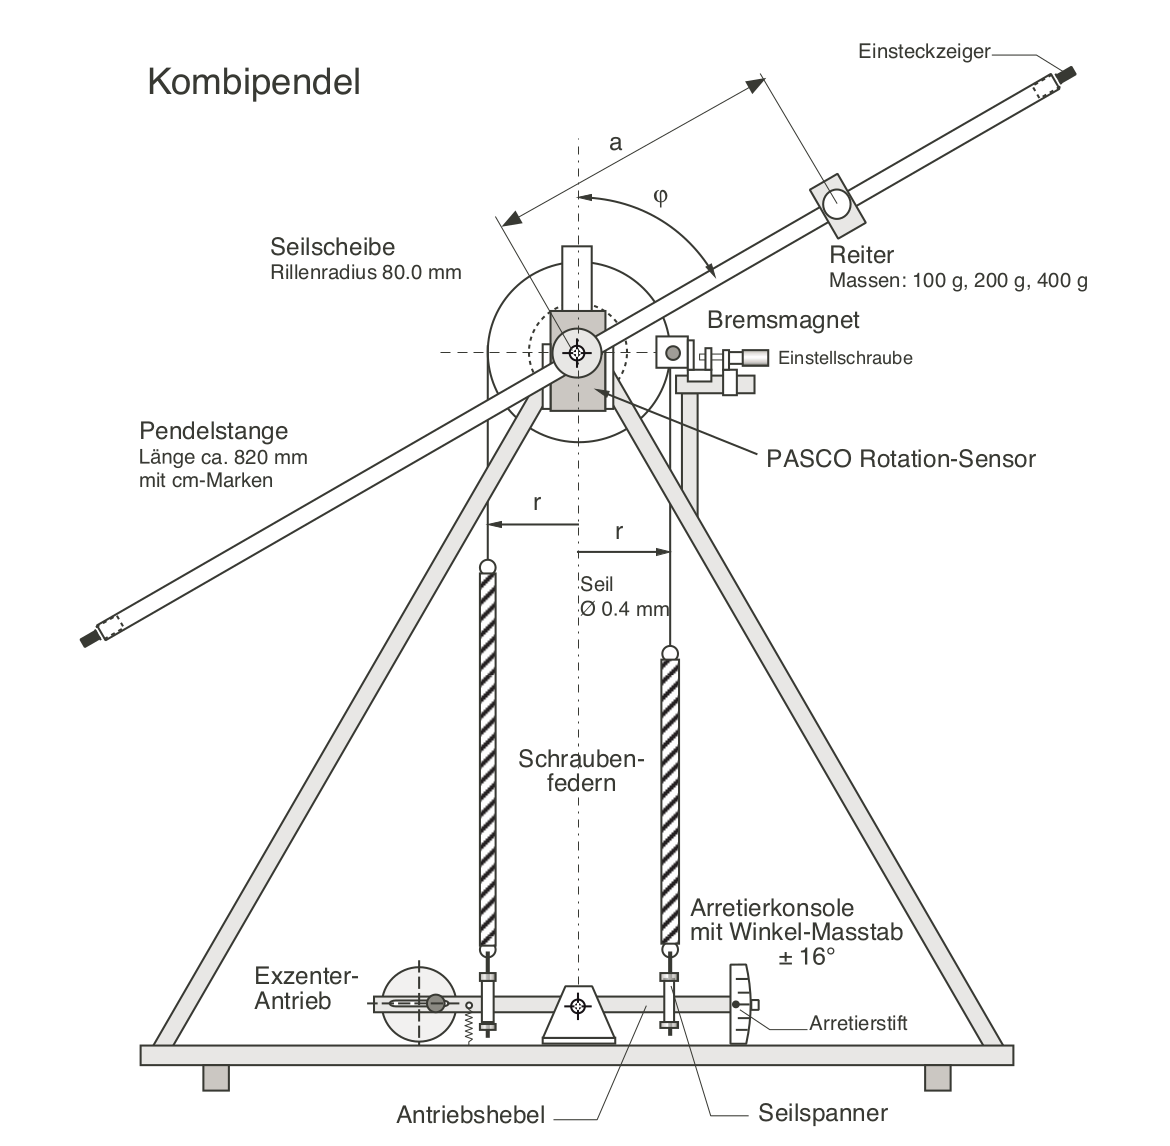 Einsteckzeiger
Kombipendel
a
φ
Seilscheibe
Rillenradius 80.0 mm
Reiter
Massen: 100 g, 200 g, 400 g
Bremsmagnet
Einstellschraube
Pendelstange
Länge ca. 820 mm
mit cm-Marken
PASCO Rotation-Sensor
r
r
Seil
Ø 0.4 mm
Schrauben-
federn
Arretierkonsole
mit Winkel-Masstab
± 16°
Exzenter-
Antrieb
Arretierstift
Antriebshebel
Seilspanner